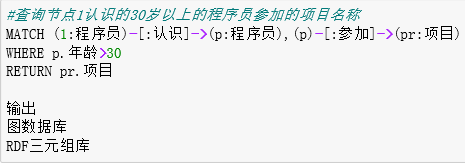 #查询节点1认识的30岁以上的程序员参加的项目名称
MATCH (1:程序员)-[:认识]->(p:程序员),(p)-[:参加]->(pr:项目)
WHERE p.年龄>30
RETURN pr.项目
输出
图数据库
RDF三元组库